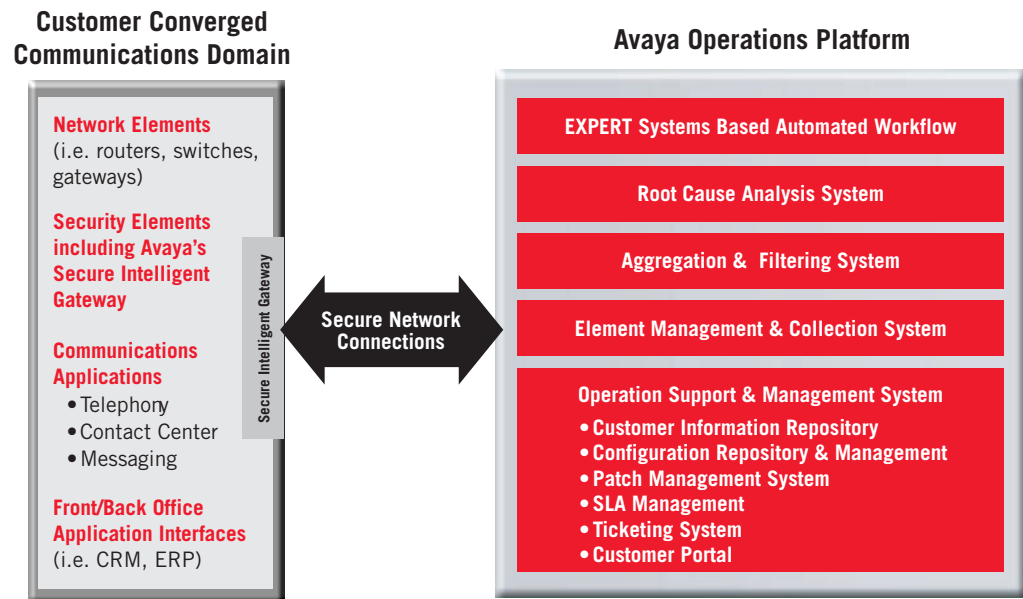 Customer Converged
Communications Domain
Network Elements
(i.e. routers, switches,
gateways)
Security Elements
including Avaya's
Secure Intelligent
Gateway
Communications
Applications
• Telephony
• Contact Center
• Messaging
Front/Back Office
Application Interfaces
(i.e. CRM, ERP)
Secure Intelligent Gateway
Secure Network
Connections
Avaya Operations Platform
EXPERT Systems Based Automated Workflow
Root Cause Analysis System
Aggregation & Filtering System
Element Management & Collection System
Operation Support & Management System
• Customer Information Repository
• Configuration Repository & Management
• Patch Management System
• SLA Management
• Ticketing System
• Customer Portal